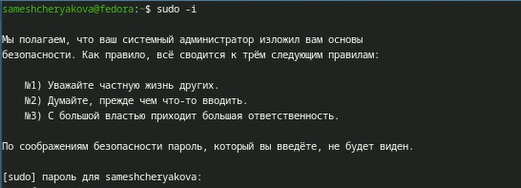 sameshcheryakova@fedora:~$ sudo -i
Мы полагаем, что ваш системный администратор изложил вам основы
безопасности. Как правило, всё сводится к трём следующим правилам:
№1) Уважайте частную жизнь других.
№2) Думайте, прежде чем что-то вводить.
№3) С большой властью приходит большая ответственность.
По соображениям безопасности пароль, который вы введёте, не будет виден.
[sudo] пароль для sameshcheryakova: